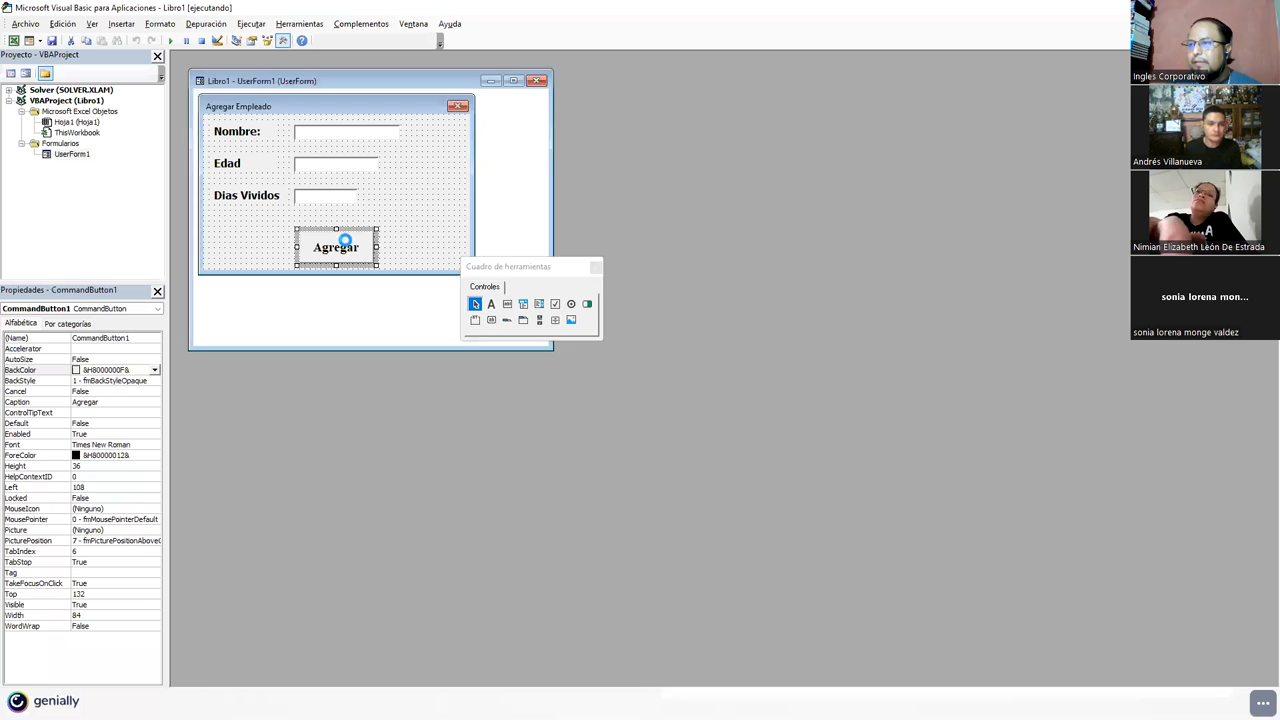 Microsoft Visual Basic para Aplicaciones - Libro1 [ejecutando]
Archivo Edición Ver Insertar Formato Depuración Ejecutar Herramientas Complementos Ventana Ayuda
Proyecto - VBAProject
Solver (SOLVER.XLAM)
VBAProject (Libro1)
Microsoft Excel Objetos
Hoja1 (Hoja1)
ThisWorkbook
Formularios
UserForm1
Propiedades - CommandButton1
CommandButton1 CommandButton
Alfabética Por categorías
(Name) CommandButton1
Accelerator
AutoSize False
BackColor &H8000000F&
BackStyle 1 - fmBackStyleOpaque
Cancel False
Caption Agregar
ControlTipText
Default False
Enabled True
Font Times New Roman
ForeColor &H80000012&
Height 36
HelpContextID 0
Left 108
Locked False
MouseIcon (Ninguno)
MousePointer 0 - fmMousePointerDefault
Picture (Ninguno)
PicturePosition 7 - fmPicturePositionAboveC
TabIndex 6
TabStop True
Tag
TakeFocusOnClick True
Top 132
Visible True
Width 84
WordWrap False
Libro1 - UserForm1 (UserForm)
Agregar Empleado
Nombre:
Edad
Dias Vividos
Agregar
Cuadro de herramientas
Controles
Ingles Corporativo
Andrés Villanueva
Nimian Elizabeth León De Estrada
sonia lorena mon...
sonia lorena monge valdez
genially